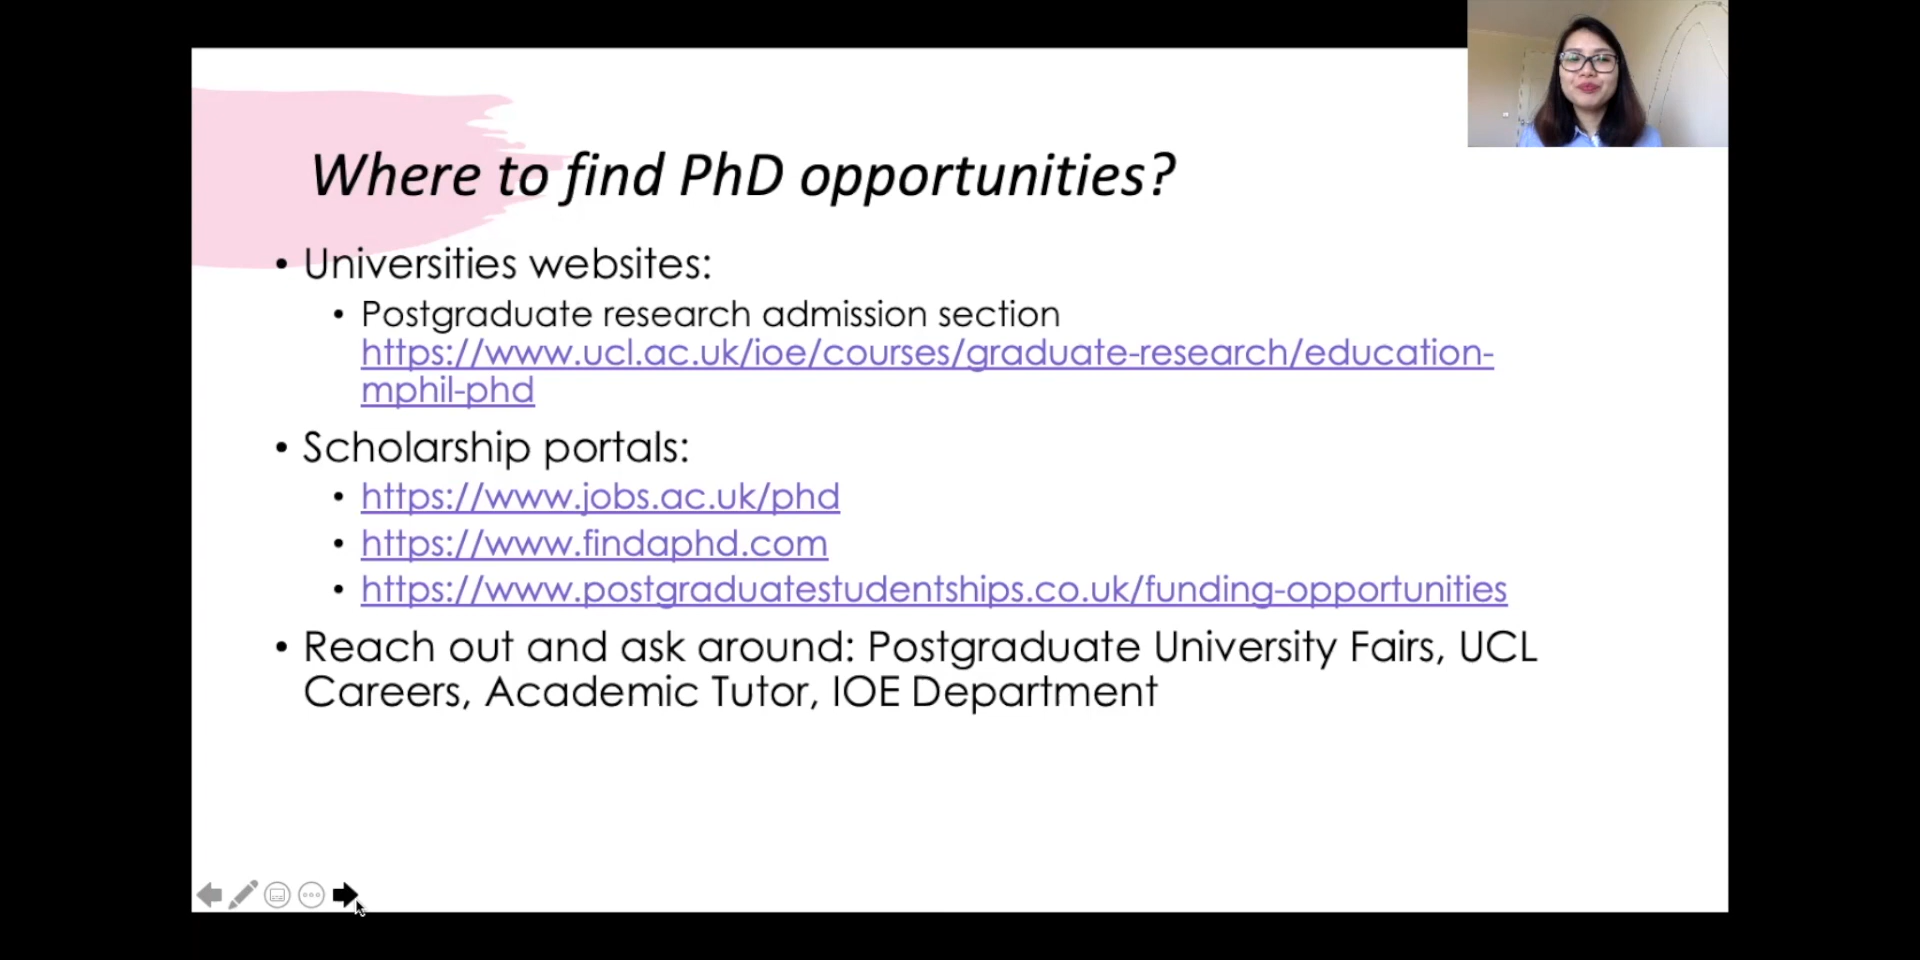 Where to find PhD opportunities?
• Universities websites:
• Postgraduate research admission section
https://www.ucl.ac.uk/ioe/courses/graduate-research/education-
mphil-phd
• Scholarship portals:
• https://www.jobs.ac.uk/phd
• https://www.findaphd.com
• https://www.postgraduatestudentships.co.uk/funding-opportunities
• Reach out and ask around: Postgraduate University Fairs, UCL
Careers, Academic Tutor, IOE Department